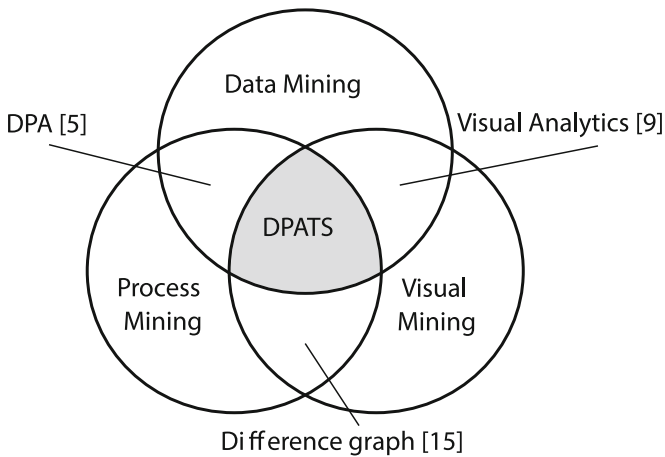 Data Mining
DPA [5]
Visual Analytics [9]
DPATS
Process
Mining
Visual
Mining
Difference graph [15]